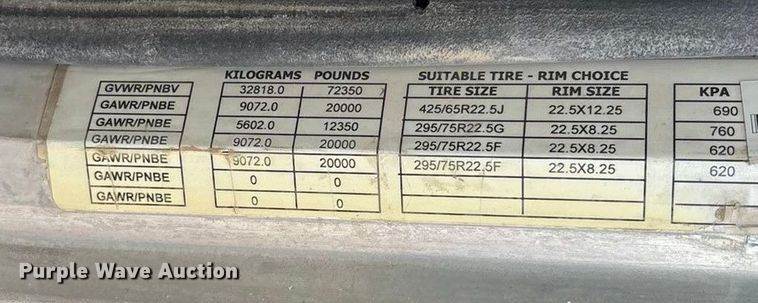 KILOGRAMS POUNDS SUITABLE TIRE - RIM CHOICE
GVWR/PNBV 32818.0 72350 TIRE SIZE RIM SIZE KPA
GAWR/PNBE 9072.0 20000 425/65R22.5J 22.5X12.25 690
GAWR/PNBE 5602.0 12350 295/75R22.5G 22.5X8.25 760
GAWR/PNBE 9072.0 20000 295/75R22.5F 22.5X8.25 620
GAWR/PNBE 9072.0 20000 295/75R22.5F 22.5X8.25 620
GAWR/PNBE 0 0
GAWR/PNBE 0 0
Purple Wave Auction